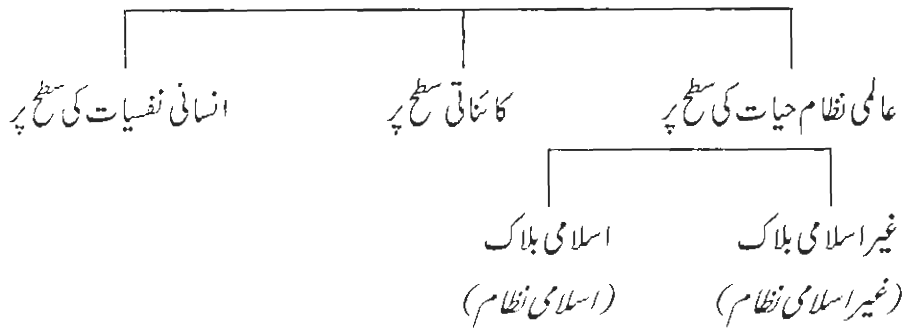 عالمی نظام حیات کی سطح پر کائناتی سطح پر انسانی نفسیات کی سطح پر
غیر اسلامی بلاک اسلامی بلاک
(غیر اسلامی نظام) (اسلامی نظام)